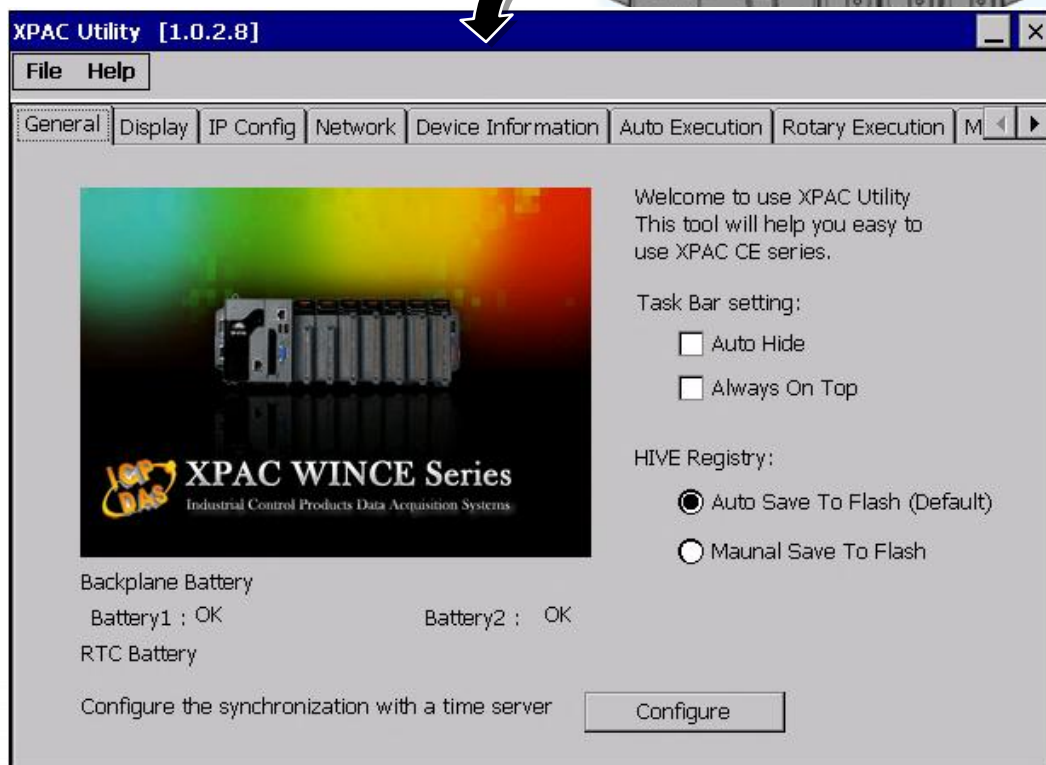 XPAC Utility [1.0.2.8]
File Help
General Display IP Config Network Device Information Auto Execution Rotary Execution M
Welcome to use XPAC Utility
This tool will help you easy to
use XPAC CE series.
Task Bar setting:
Auto Hide
Always On Top
HIVE Registry:
Auto Save To Flash (Default)
Maunal Save To Flash
ICP DAS
XPAC WINCE Series
Industrial Control Products Data Acquisition Systems
Backplane Battery
Battery1 : OK Battery2 : OK
RTC Battery
Configure the synchronization with a time server Configure